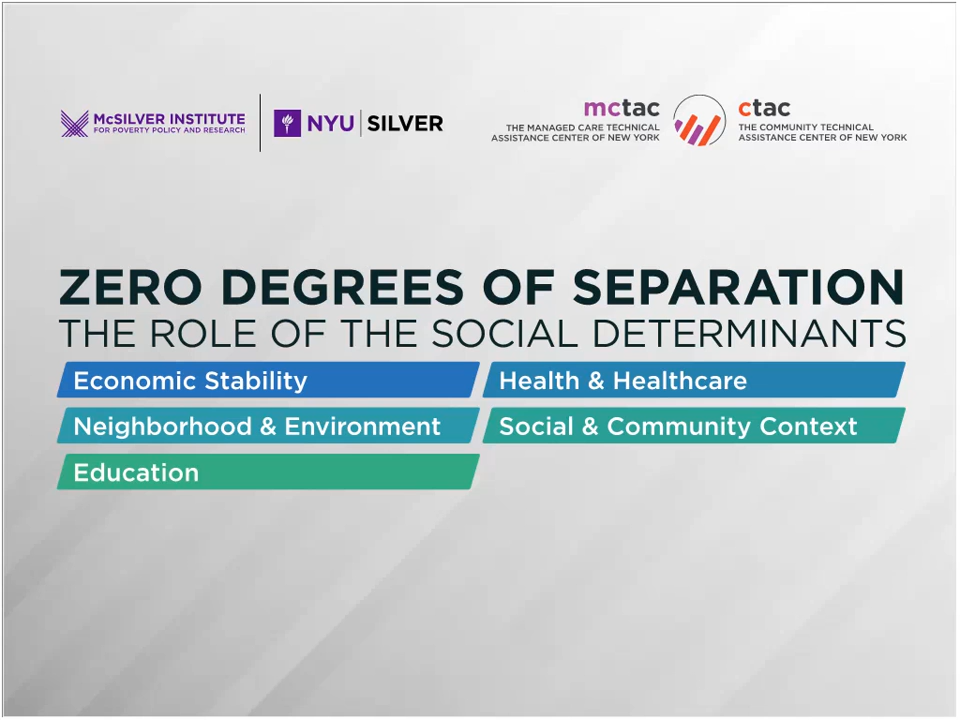 McSILVER INSTITUTE
FOR POVERTY POLICY AND RESEARCH
NYU | SILVER
mctac
THE MANAGED CARE TECHNICAL
ASSISTANCE CENTER OF NEW YORK
ctac
THE COMMUNITY TECHNICAL
ASSISTANCE CENTER OF NEW YORK
ZERO DEGREES OF SEPARATION
THE ROLE OF THE SOCIAL DETERMINANTS
Economic Stability
Health & Healthcare
Neighborhood & Environment
Social & Community Context
Education